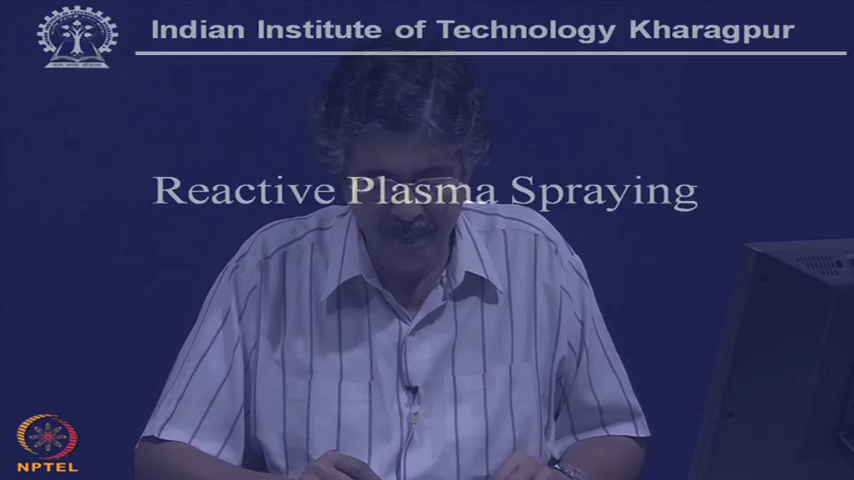 Indian Institute of Technology Kharagpur
Reactive Plasma Spraying
NPTEL